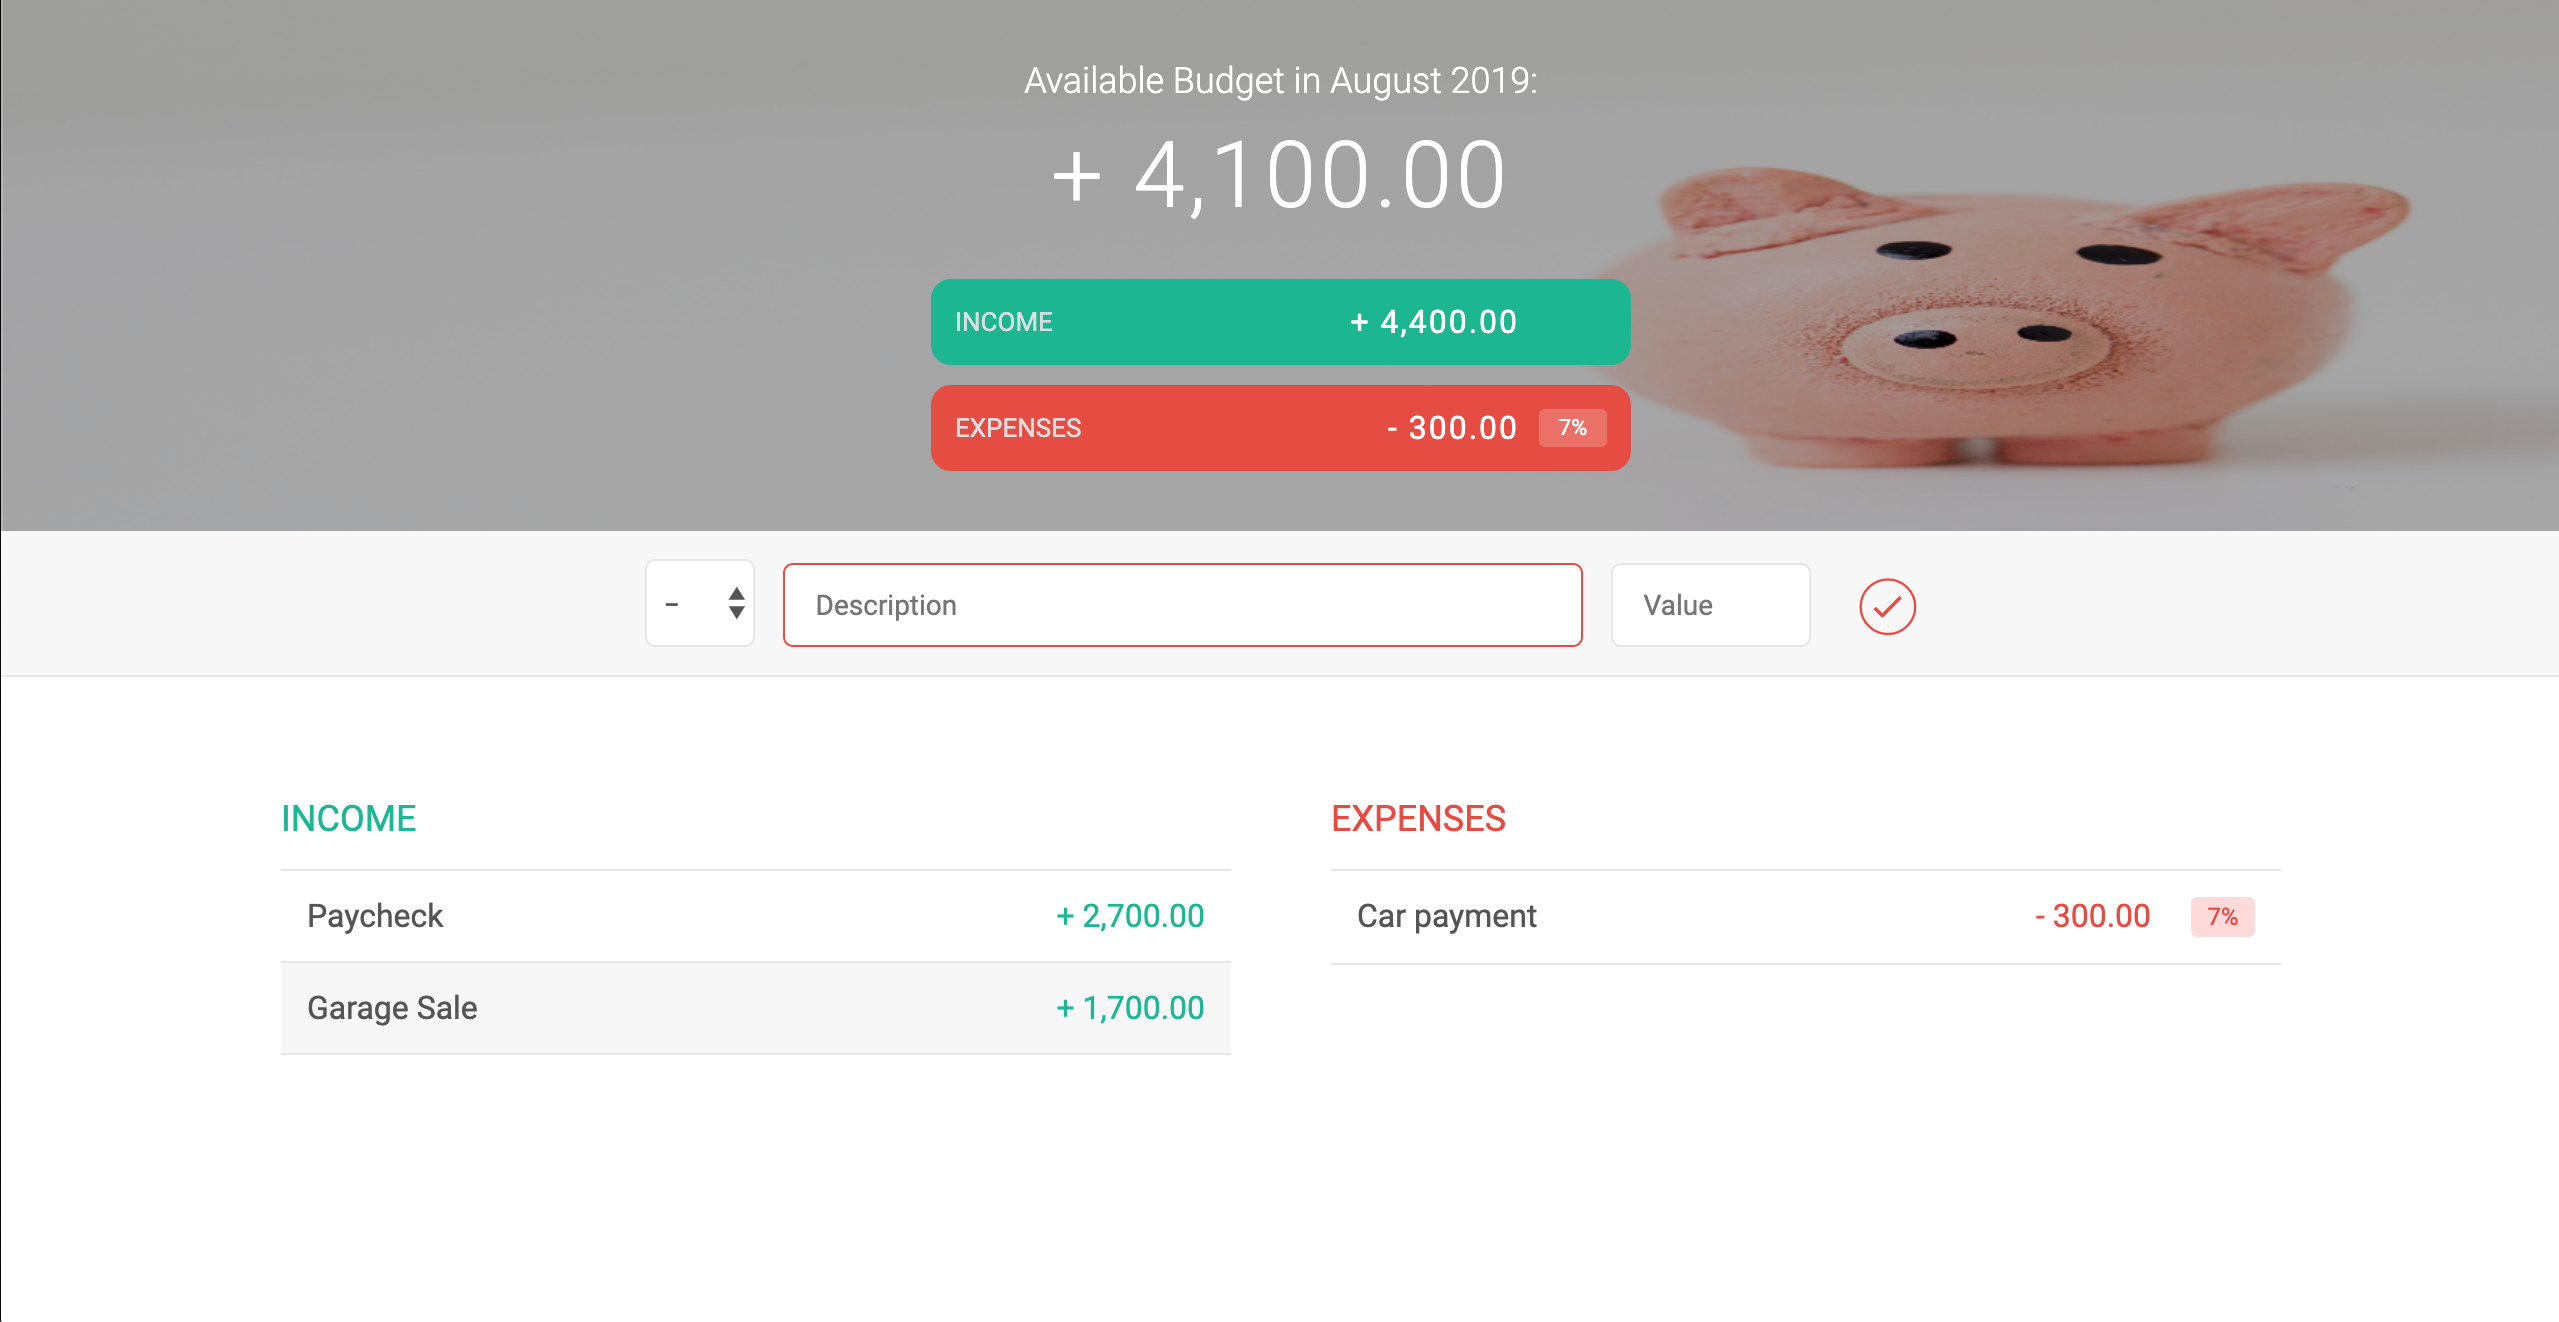 Available Budget in August 2019:
+ 4,100.00
INCOME + 4,400.00
EXPENSES - 300.00 7%
- Description Value
INCOME
Paycheck + 2,700.00
Garage Sale + 1,700.00
EXPENSES
Car payment - 300.00 7%